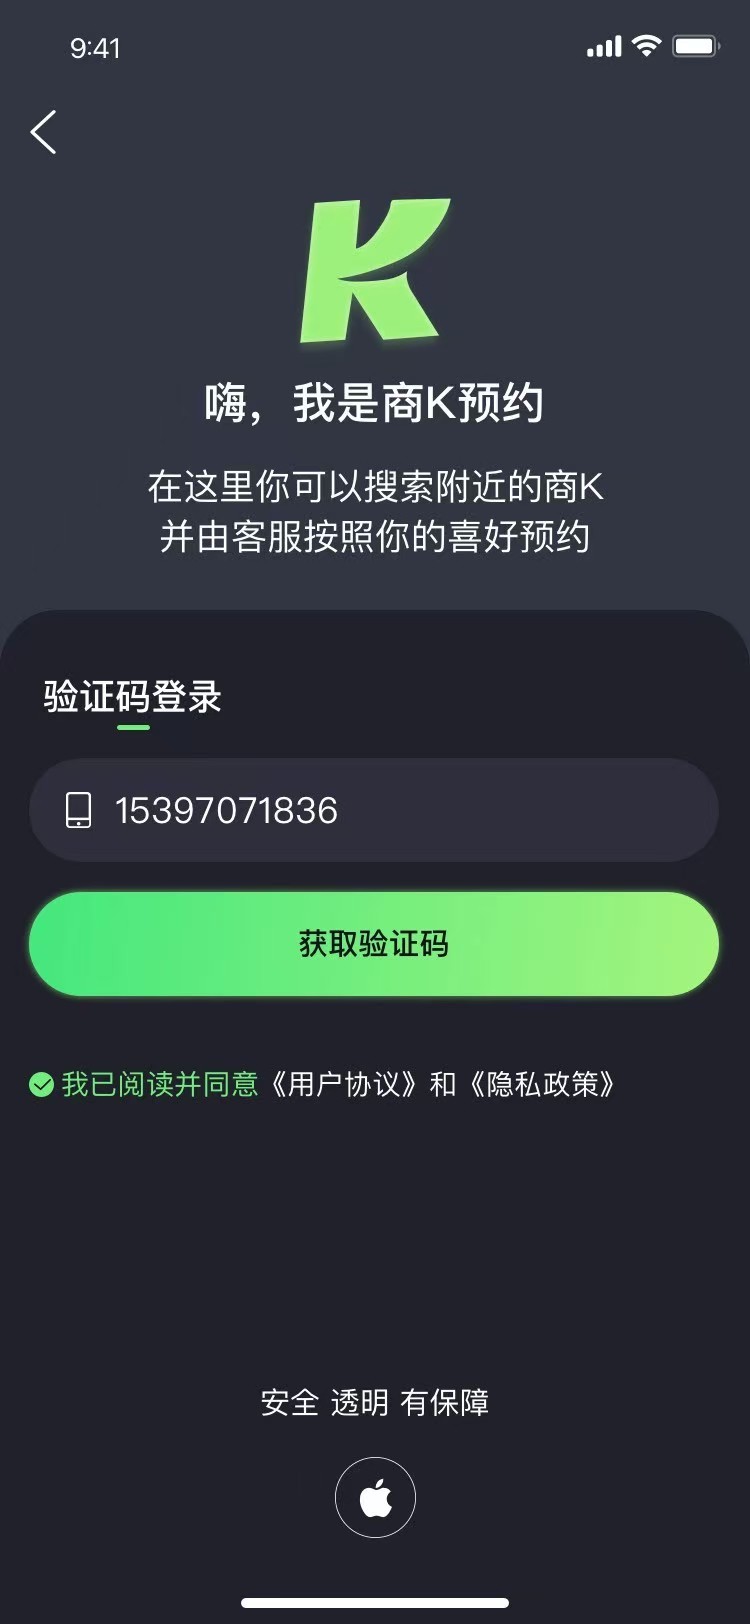 9:41
K
嗨，我是商K预约
在这里你可以搜索附近的商K
并由客服按照你的喜好预约
验证码登录
15397071836
获取验证码
我已阅读并同意《用户协议》和《隐私政策》
安全 透明 有保障